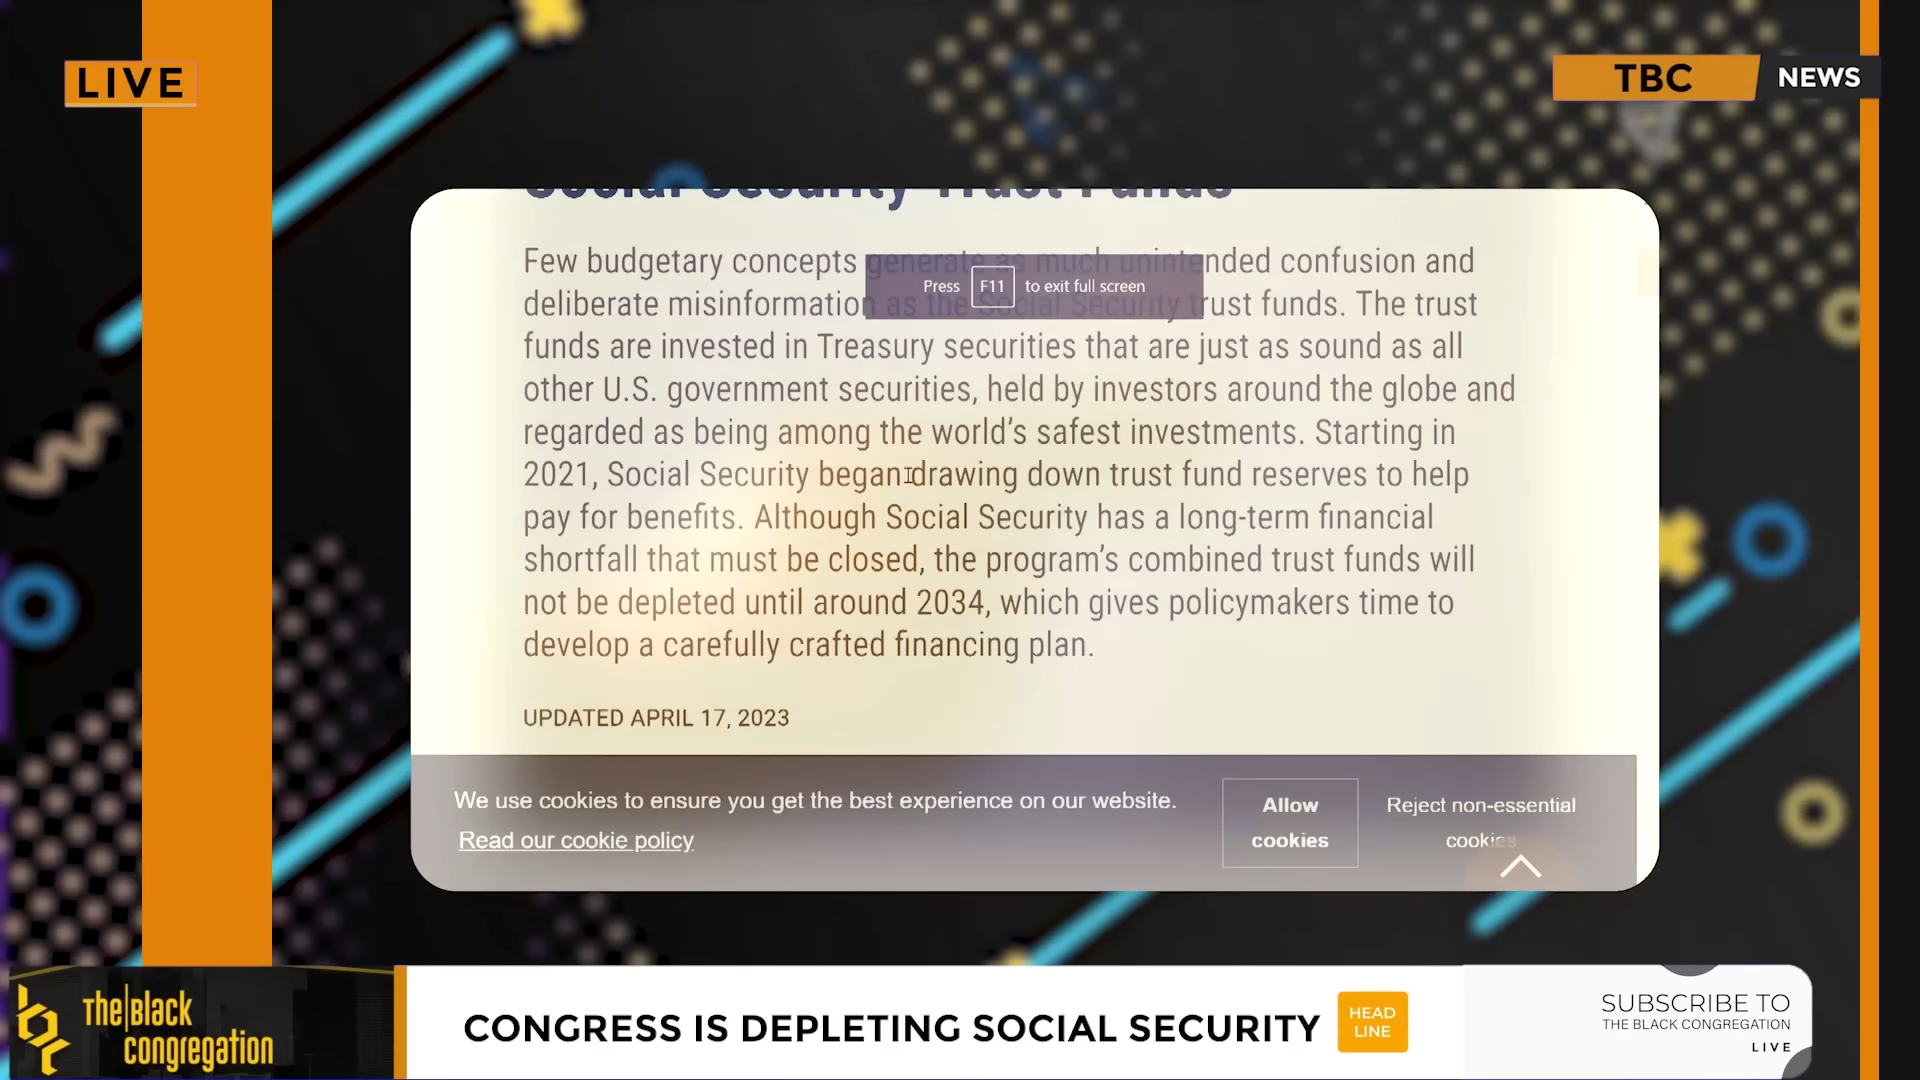 LIVE
TBC NEWS
Social Security Trust Funds
Few budgetary concepts generate as much unintended confusion and
deliberate misinformation as the Social Security trust funds. The trust
Press F11 to exit full screen
funds are invested in Treasury securities that are just as sound as all
other U.S. government securities, held by investors around the globe and
regarded as being among the world’s safest investments. Starting in
2021, Social Security began drawing down trust fund reserves to help
pay for benefits. Although Social Security has a long-term financial
shortfall that must be closed, the program’s combined trust funds will
not be depleted until around 2034, which gives policymakers time to
develop a carefully crafted financing plan.
UPDATED APRIL 17, 2023
We use cookies to ensure you get the best experience on our website.
Read our cookie policy
Allow
cookies
Reject non-essential
cookies
bc
the|Black
congregation
CONGRESS IS DEPLETING SOCIAL SECURITY
HEAD
LINE
SUBSCRIBE TO
THE BLACK CONGREGATION
LIVE